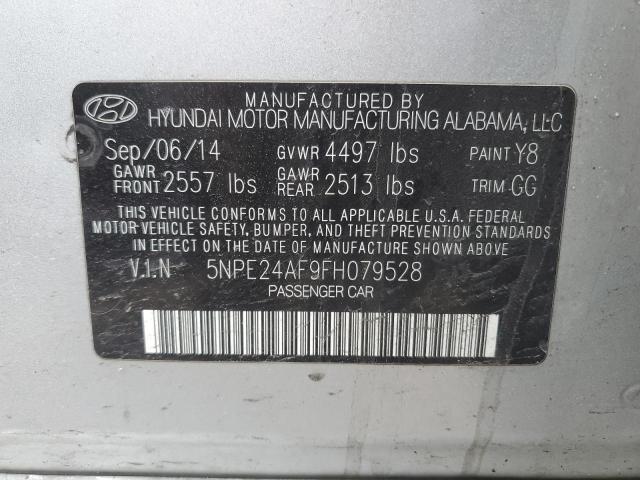 MANUFACTURED BY
HYUNDAI MOTOR MANUFACTURING ALABAMA, LLC
Sep/06/14 GVWR 4497 lbs PAINT Y8
GAWR FRONT 2557 lbs GAWR REAR 2513 lbs TRIM GG
THIS VEHICLE CONFORMS TO ALL APPLICABLE U.S.A. FEDERAL
MOTOR VEHICLE SAFETY, BUMPER, AND THEFT PREVENTION STANDARDS
IN EFFECT ON THE DATE OF MANUFACTURE SHOWN ABOVE
V.I.N 5NPE24AF9FH079528
PASSENGER CAR